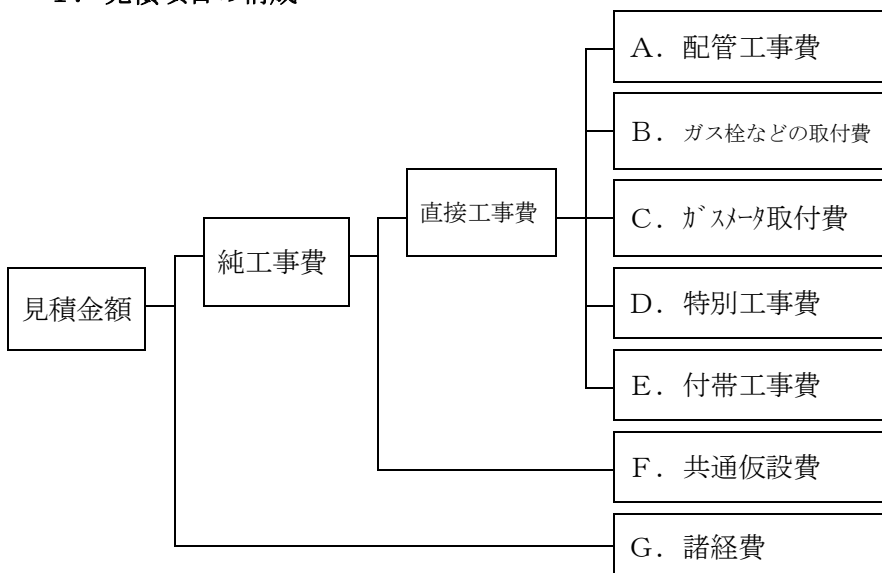 A．配管工事費
B．ガス栓などの取付費
直接工事費
C．ｶﾞｽﾒｰﾀ取付費
純工事費
見積金額
D．特別工事費
E．付帯工事費
F．共通仮設費
G．諸経費